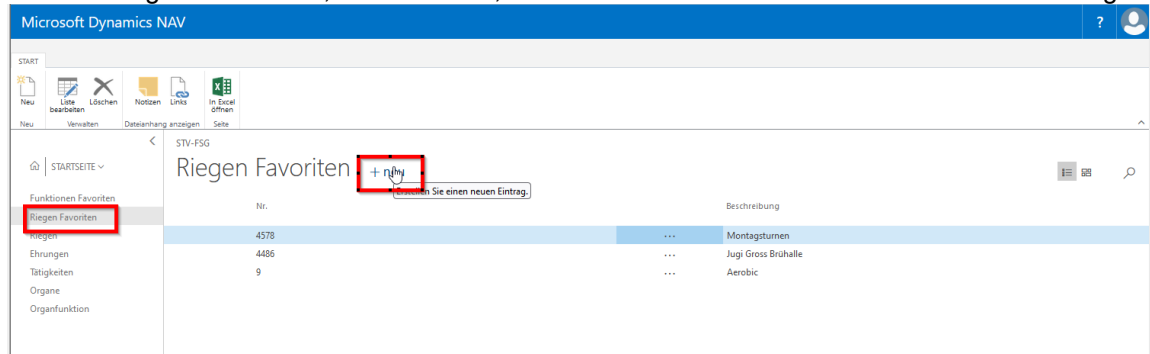 Microsoft Dynamics NAV ?
START
Neu Liste bearbeiten Löschen Notizen Links In Excel öffnen
Neu Verwalten Dateianhang anzeigen Seite
STV-FSG
STARTSEITE
Riegen Favoriten +
Erstellen Sie einen neuen Eintrag.
Funktionen Favoriten
Riegen Favoriten
Riegen
Ehrungen
Tätigkeiten
Organe
Organfunktion
Nr. Beschreibung
4578 ... Montagsturnen
4486 ... Jugi Gross Brühalle
9 ... Aerobic